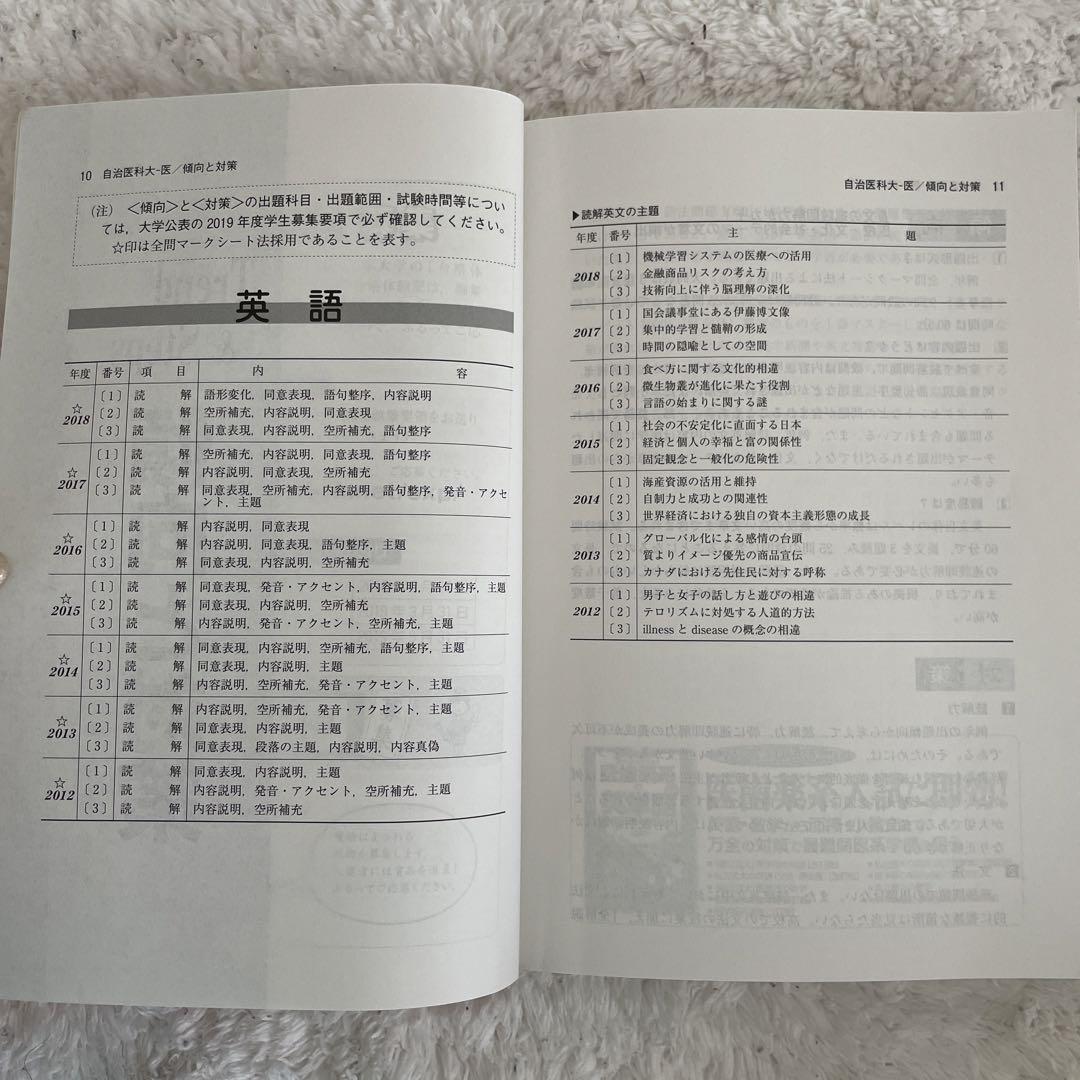 10 自治医科大-医／傾向と対策
(注) ＜傾向＞と＜対策＞の出題科目・出題範囲・試験時間等につい
ては，大学公表の2019年度学生募集要項で必ず確認してください。
☆印は全問マークシート法採用であることを表す。
英 語
年度 番号 項 目 内 容
☆2018 〔1〕 読 解 語形変化，同意表現，語句整序，内容説明
〔2〕 読 解 空所補充，内容説明，同意表現
〔3〕 読 解 同意表現，内容説明，空所補充，語句整序
☆2017 〔1〕 読 解 空所補充，内容説明，同意表現，語句整序
〔2〕 読 解 内容説明，同意表現，空所補充
〔3〕 読 解 同意表現，空所補充，内容説明，語句整序，発音・アクセ
ント，主題
☆2016 〔1〕 読 解 内容説明，同意表現
〔2〕 読 解 内容説明，同意表現，語句整序，主題
〔3〕 読 解 同意表現，内容説明，空所補充
☆2015 〔1〕 読 解 同意表現，発音・アクセント，内容説明，語句整序，主題
〔2〕 読 解 同意表現，内容説明，空所補充
〔3〕 読 解 内容説明，発音・アクセント，空所補充，主題
☆2014 〔1〕 読 解 同意表現，内容説明，空所補充，語句整序，主題
〔2〕 読 解 同意表現，内容説明，主題
〔3〕 読 解 内容説明，空所補充，発音・アクセント，主題
☆2013 〔1〕 読 解 内容説明，空所補充，発音・アクセント，主題
〔2〕 読 解 同意表現，内容説明，主題
〔3〕 読 解 同意表現，段落の主題，内容説明，内容真偽
☆2012 〔1〕 読 解 同意表現，内容説明，主題
〔2〕 読 解 内容説明，発音・アクセント，空所補充，主題
〔3〕 読 解 内容説明，空所補充
自治医科大-医／傾向と対策 11
▶読解英文の主題
年度 番号 主 題
2018 〔1〕 機械学習システムの医療への活用
〔2〕 金融商品リスクの考え方
〔3〕 技術向上に伴う脳理解の深化
2017 〔1〕 国会議事堂にある伊藤博文像
〔2〕 集中的学習と髄鞘の形成
〔3〕 時間の隠喩としての空間
2016 〔1〕 食べ方に関する文化的相違
〔2〕 微生物叢が進化に果たす役割
〔3〕 言語の始まりに関する謎
2015 〔1〕 社会の不安定化に直面する日本
〔2〕 経済と個人の幸福と富の関係性
〔3〕 固定観念と一般化の危険性
2014 〔1〕 海産資源の活用と維持
〔2〕 自制力と成功との関連性
〔3〕 世界経済における独自の資本主義形態の成長
2013 〔1〕 グローバル化による感情の台頭
〔2〕 質よりイメージ優先の商品宣伝
〔3〕 カナダにおける先住民に対する呼称
2012 〔1〕 男子と女子の話し方と遊びの相違
〔2〕 テロリズムに対処する人道的方法
〔3〕 illness と disease の概念の相違